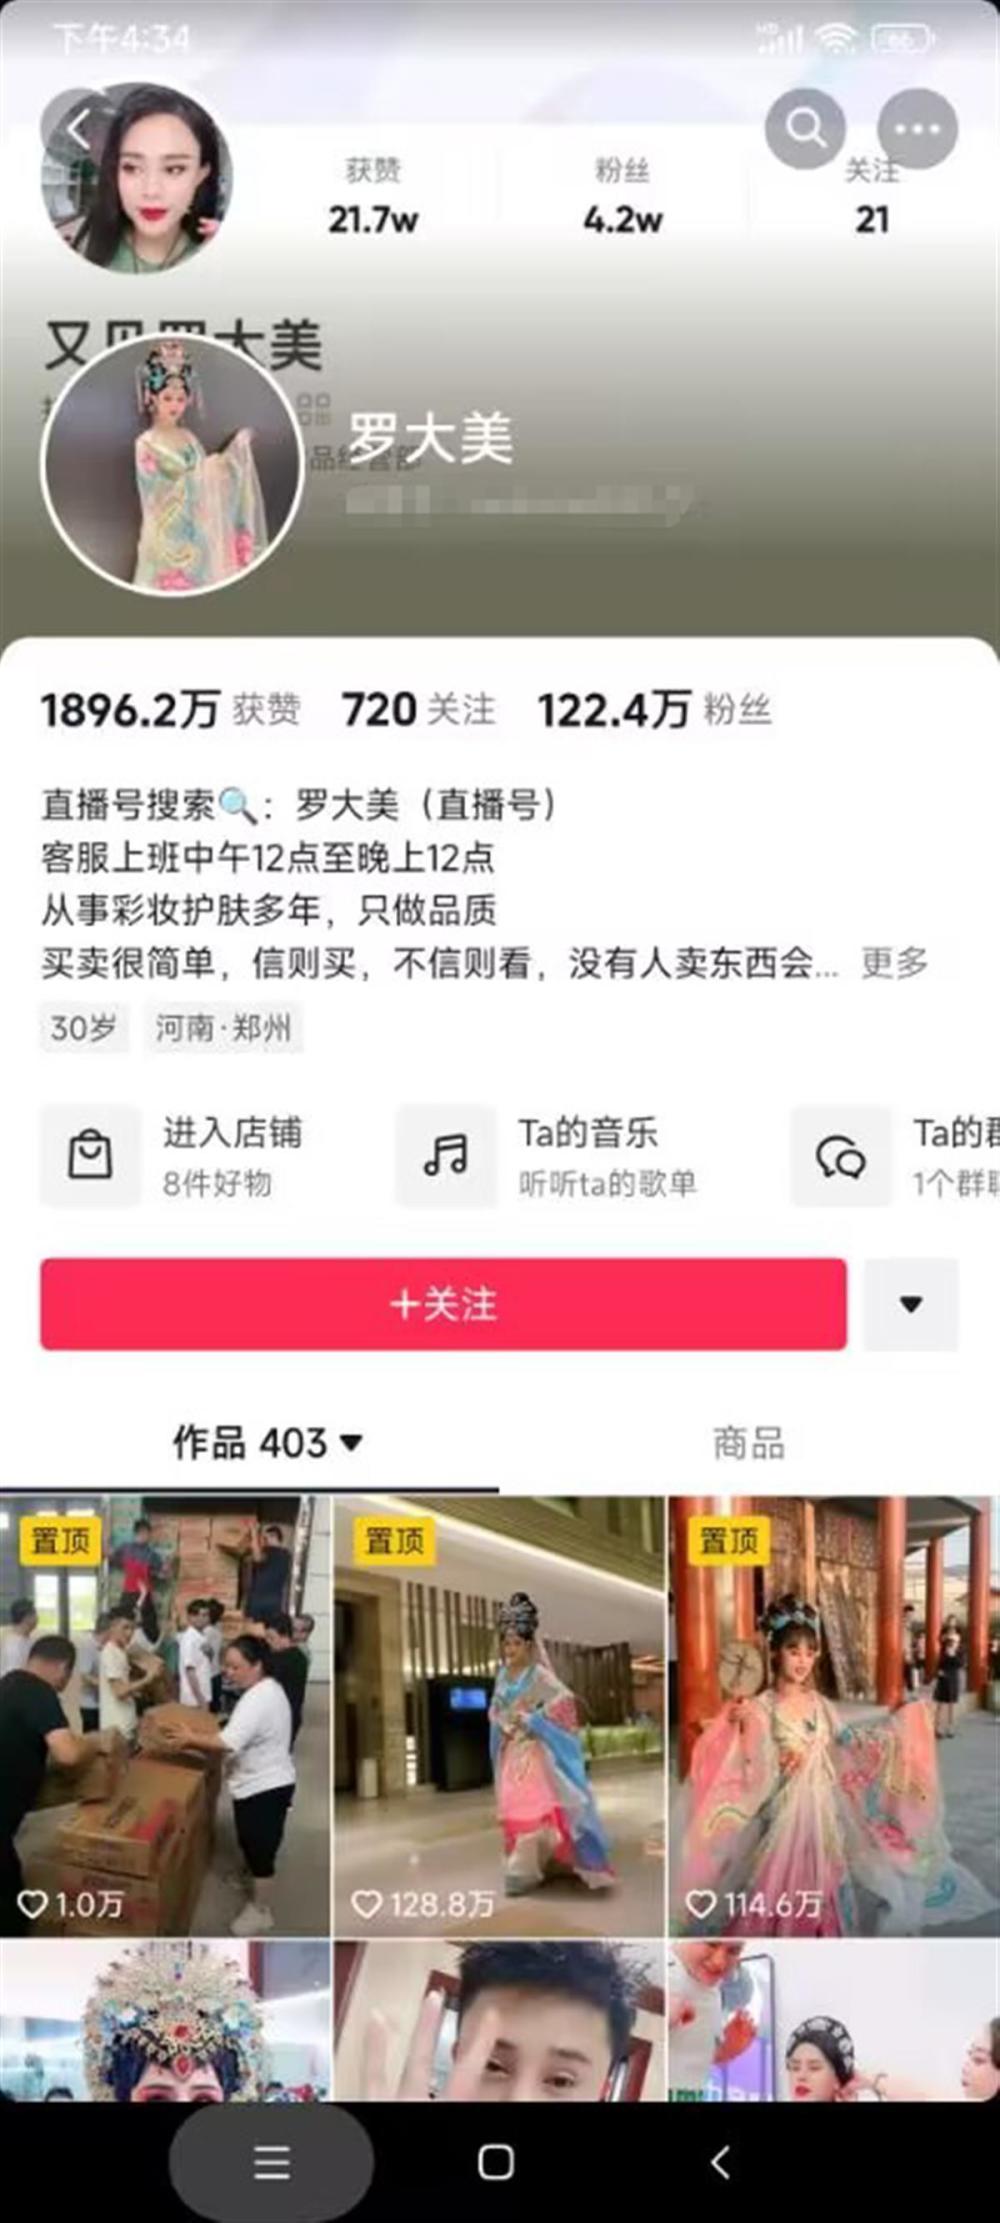 下午4:34
获赞 粉丝 关注
21.7w 4.2w 21
大美
罗大美
品经营部
1896.2万 获赞 720 关注 122.4万 粉丝
直播号搜索🔍：罗大美（直播号）
客服上班中午12点至晚上12点
从事彩妆护肤多年，只做品质
买卖很简单，信则买，不信则看，没有人卖东西会... 更多
30岁 河南·郑州
进入店铺 Ta的音乐 Ta的群
8件好物 听听ta的歌单 1个群聊
+关注
作品 403 商品
置顶 置顶 置顶
1.0万 128.8万 114.6万